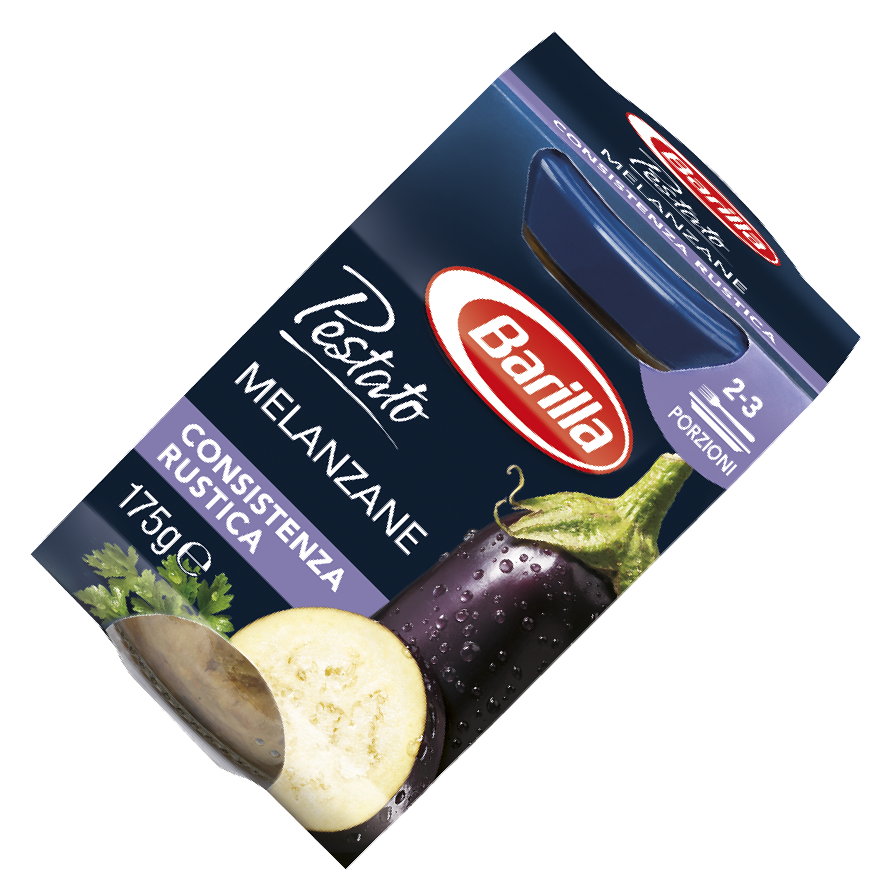 Barilla
Pestato
MELANZANE
CONSISTENZA RUSTICA
Barilla
2-3
PORZIONI
Pestato
MELANZANE
CONSISTENZA
RUSTICA
175g ℮